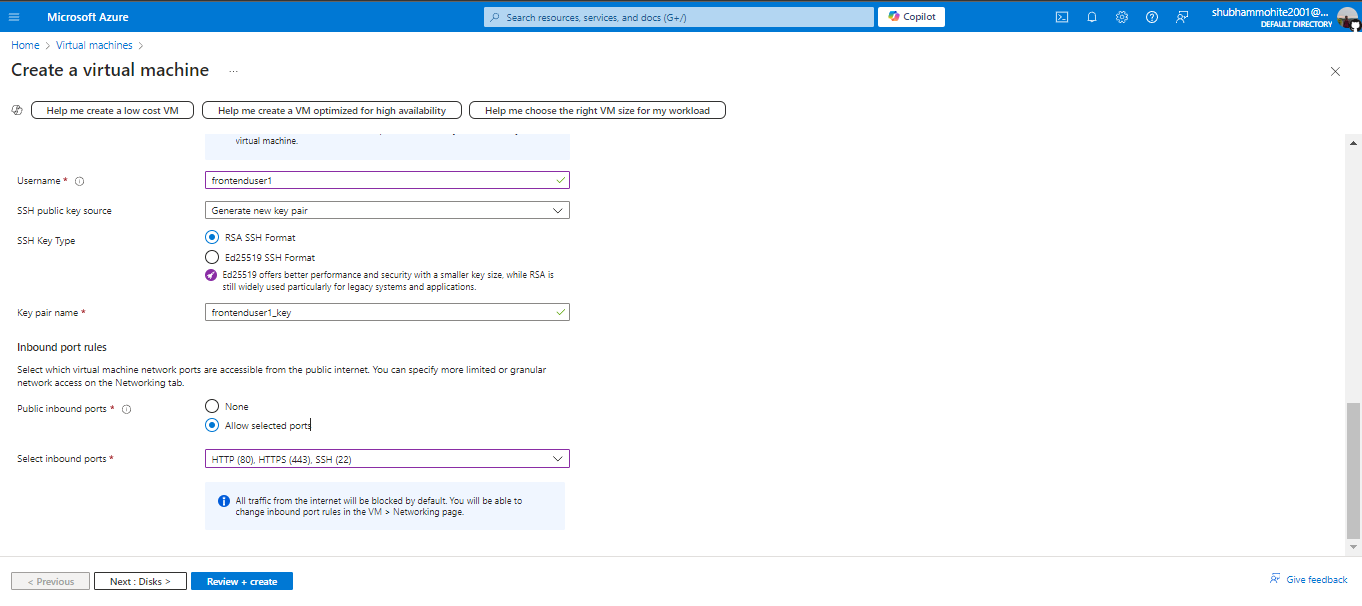 Microsoft Azure
Search resources, services, and docs (G+/)
Copilot
shubhammohite2001@...
DEFAULT DIRECTORY
Home > Virtual machines >
Create a virtual machine ...
Help me create a low cost VM
Help me create a VM optimized for high availability
Help me choose the right VM size for my workload
virtual machine.
Username *
frontenduser1
SSH public key source
Generate new key pair
SSH Key Type
RSA SSH Format
Ed25519 SSH Format
Ed25519 offers better performance and security with a smaller key size, while RSA is
still widely used particularly for legacy systems and applications.
Key pair name *
frontenduser1_key
Inbound port rules
Select which virtual machine network ports are accessible from the public internet. You can specify more limited or granular
network access on the Networking tab.
Public inbound ports *
None
Allow selected ports
Select inbound ports *
HTTP (80), HTTPS (443), SSH (22)
All traffic from the internet will be blocked by default. You will be able to
change inbound port rules in the VM > Networking page.
< Previous
Next : Disks >
Review + create
Give feedback